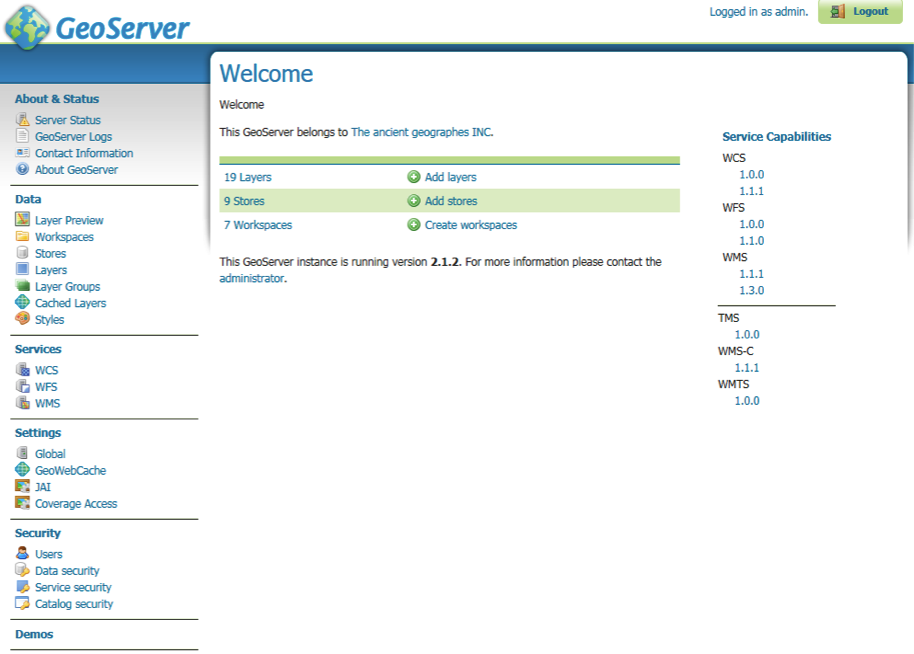 GeoServer
Logged in as admin.
Logout
About & Status
Server Status
GeoServer Logs
Contact Information
About GeoServer
Data
Layer Preview
Workspaces
Stores
Layers
Layer Groups
Cached Layers
Styles
Services
WCS
WFS
WMS
Settings
Global
GeoWebCache
JAI
Coverage Access
Security
Users
Data security
Service security
Catalog security
Demos
Welcome
Welcome
This GeoServer belongs to The ancient geographes INC.
19 Layers Add layers
9 Stores Add stores
7 Workspaces Create workspaces
This GeoServer instance is running version 2.1.2. For more information please contact the
administrator.
Service Capabilities
WCS
1.0.0
1.1.1
WFS
1.0.0
1.1.0
WMS
1.1.1
1.3.0
TMS
1.0.0
WMS-C
1.1.1
WMTS
1.0.0